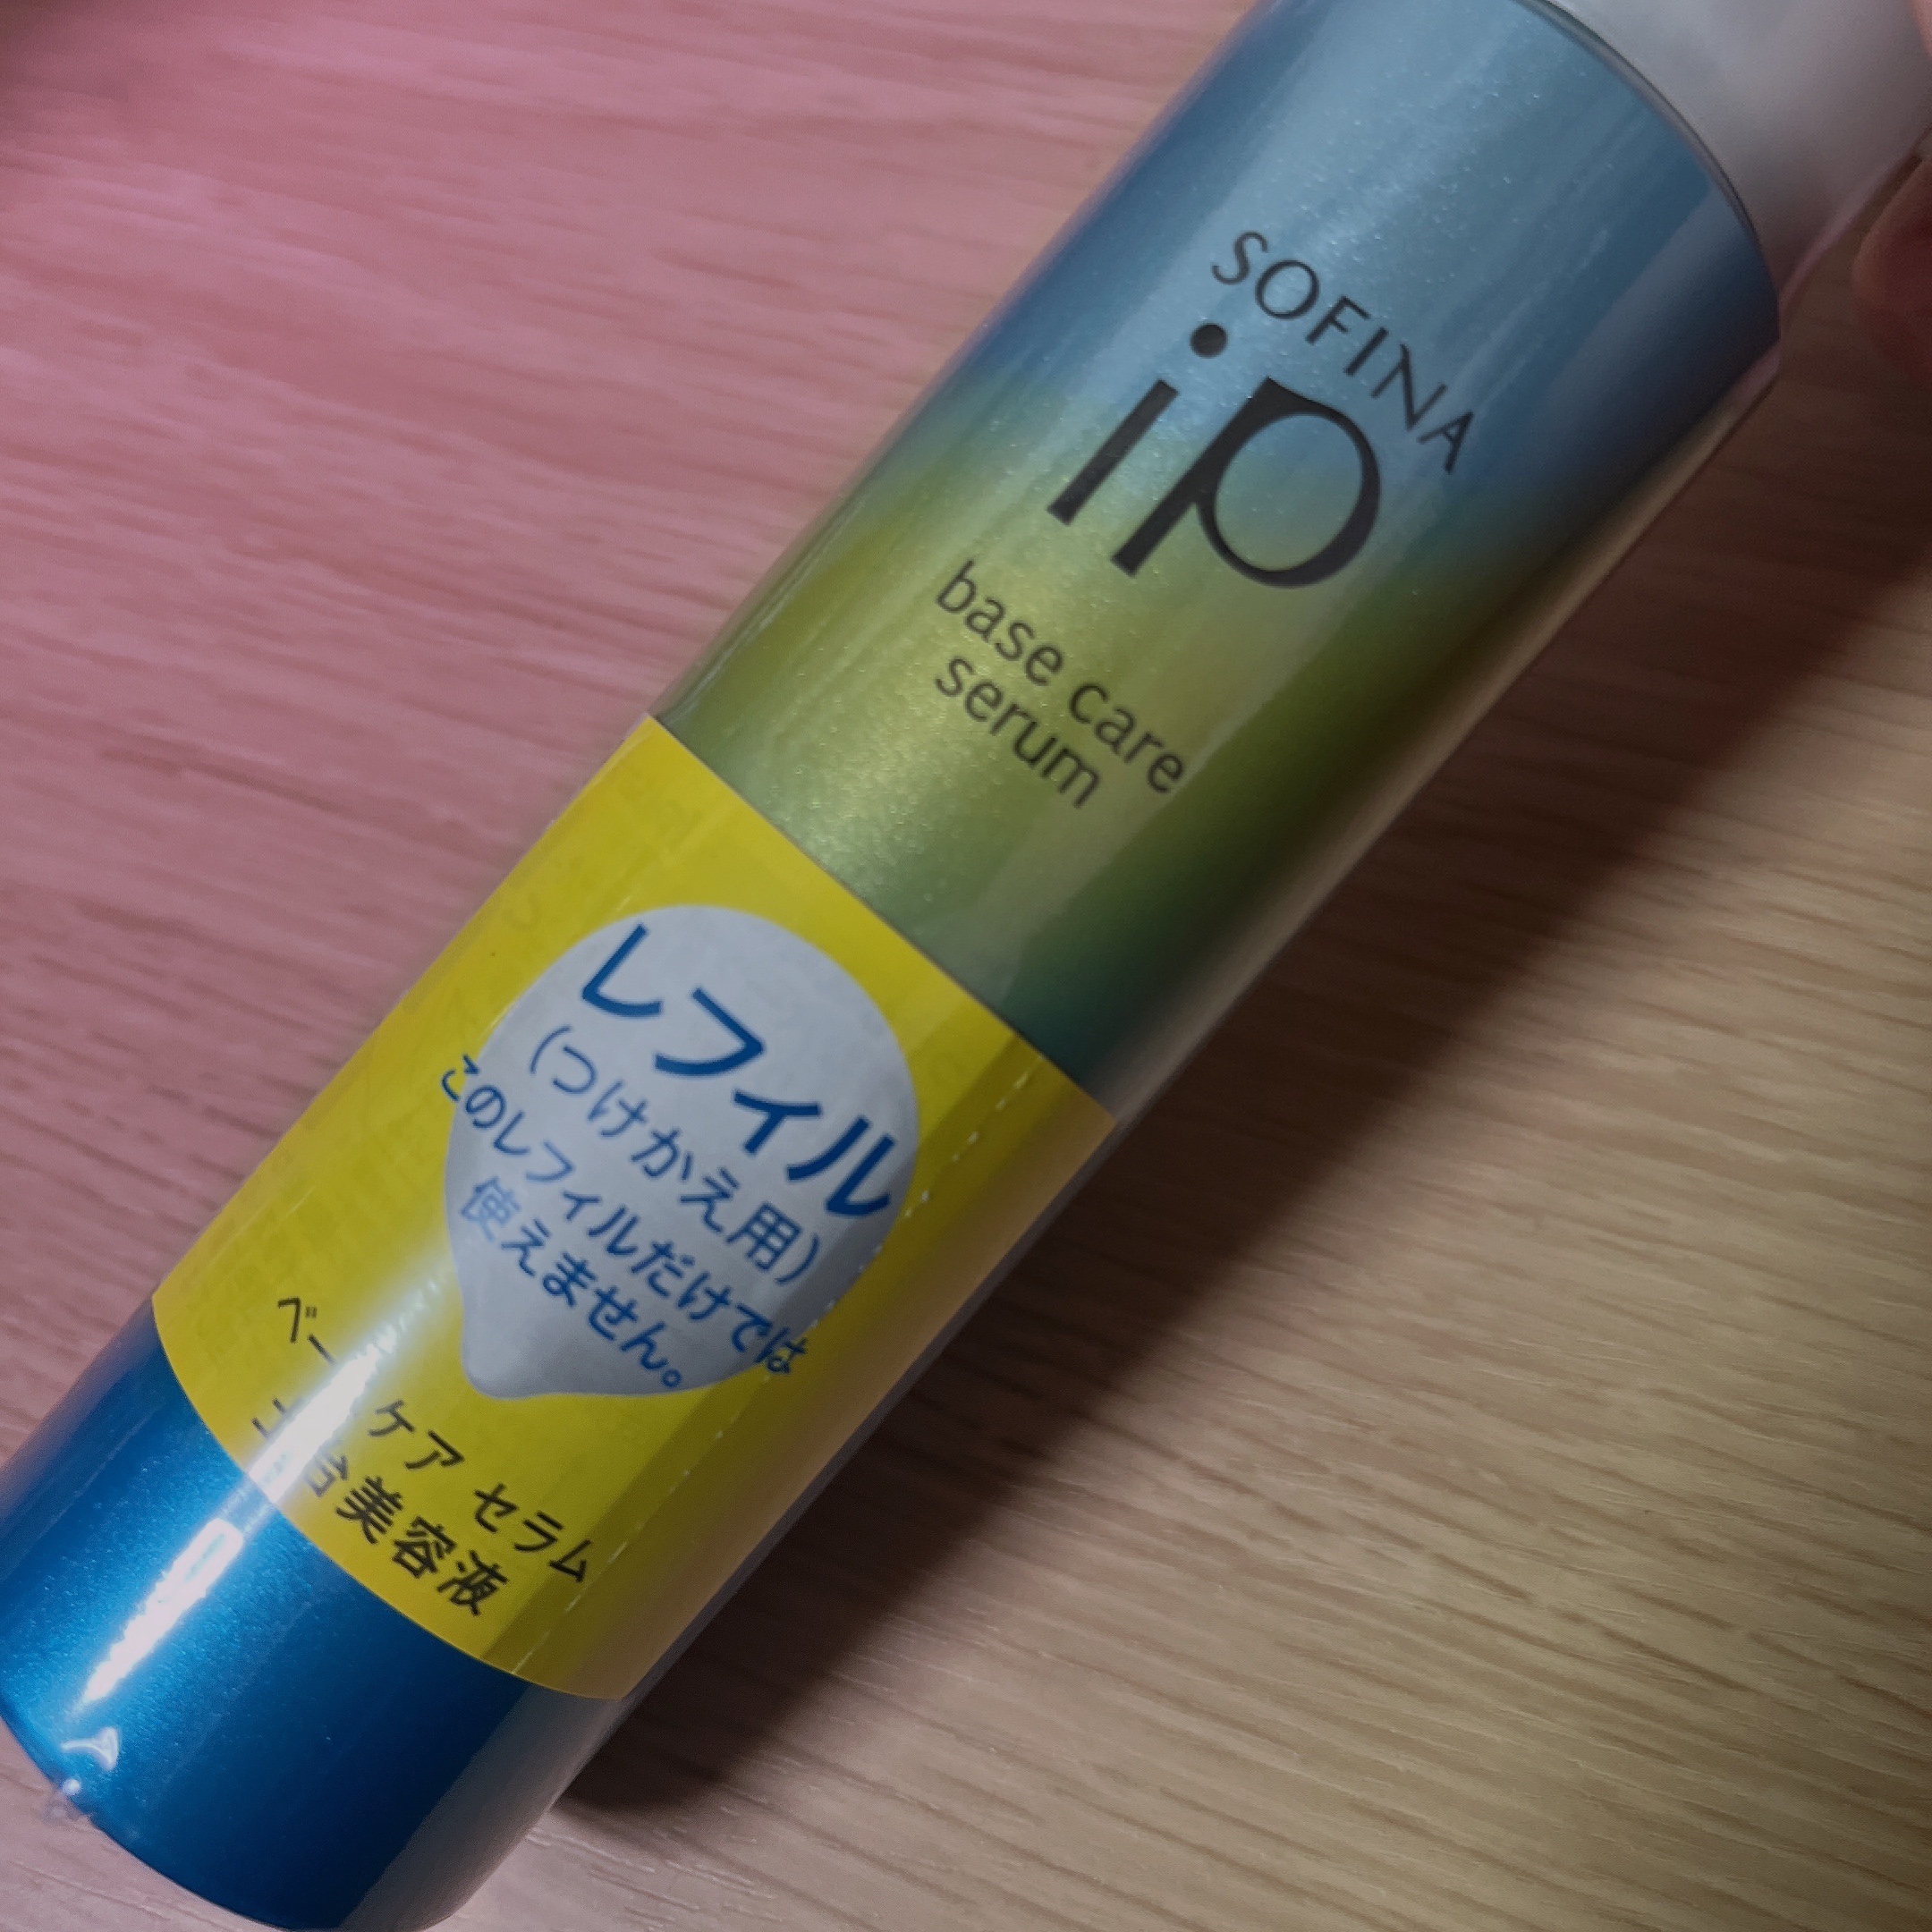 SOFINA
ip
base care
serum
レフィル
(つけかえ用)
このレフィルだけでは
使えません。
ケア セラム
美容液